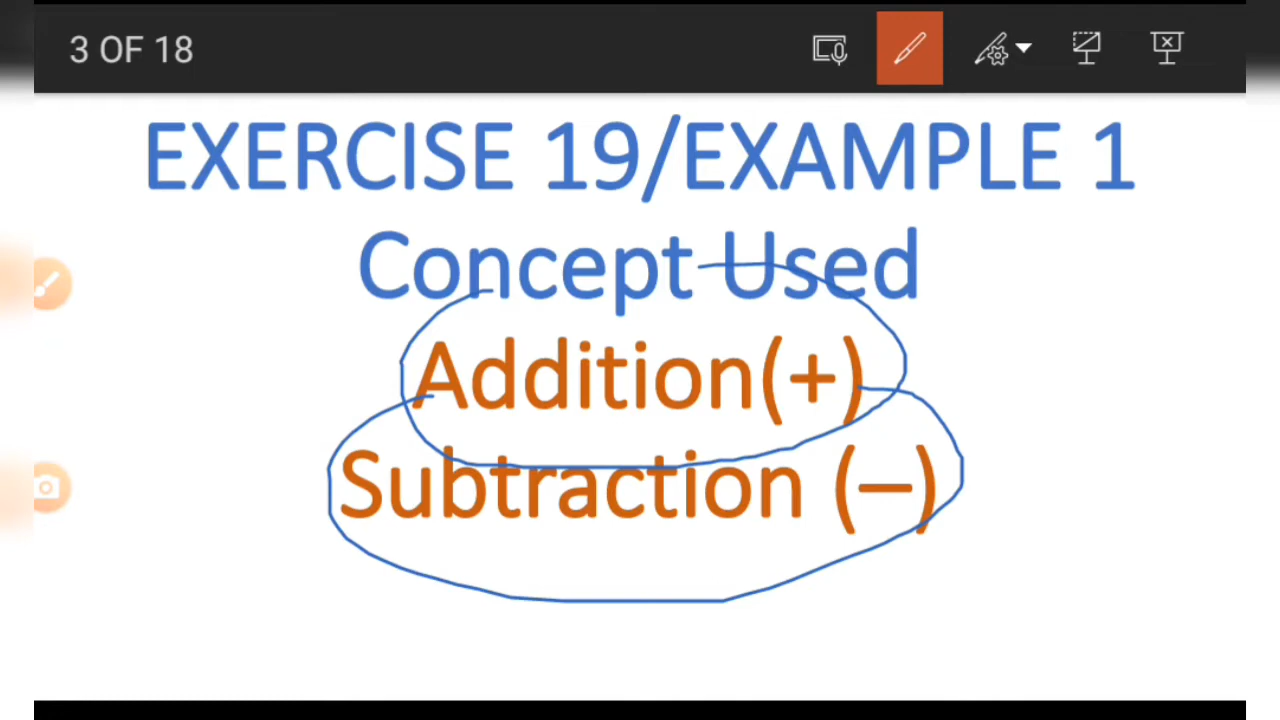 3 OF 18
EXERCISE 19/EXAMPLE 1
Concept Used
Addition(+)
Subtraction (–)